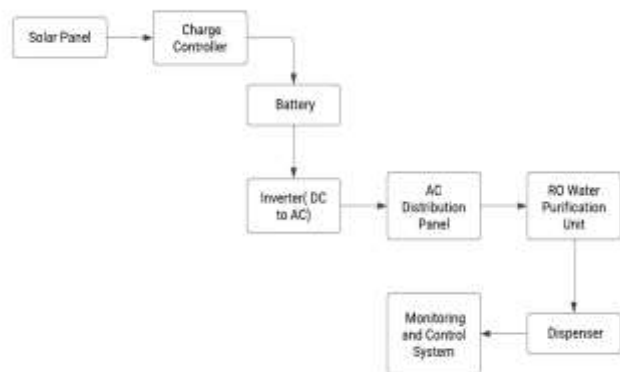 Solar Panel
Charge
Controller
Battery
Inverter( DC
to AC)
AC
Distribution
Panel
RO Water
Purification
Unit
Monitoring
and Control
System
Dispenser